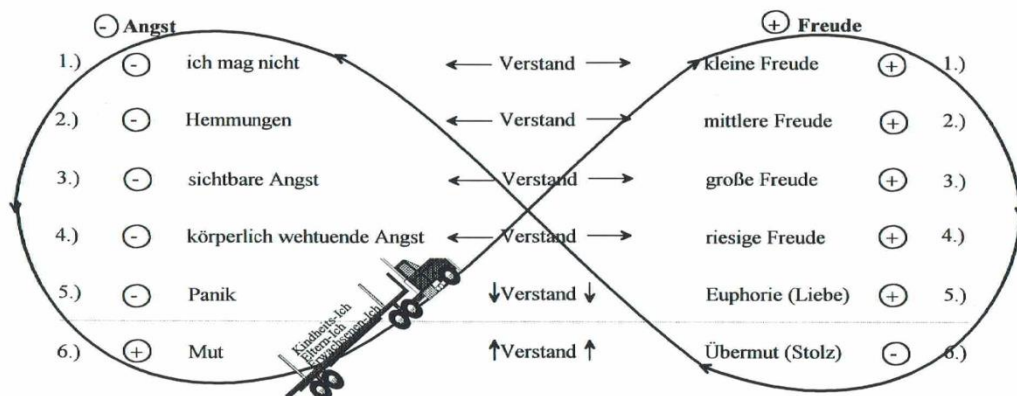 ⊖ Angst ⊕ Freude
1.) ⊖ ich mag nicht ← Verstand → kleine Freude ⊕ 1.)
2.) ⊖ Hemmungen ← Verstand → mittlere Freude ⊕ 2.)
3.) ⊖ sichtbare Angst ← Verstand → große Freude ⊕ 3.)
4.) ⊖ körperlich wehtuende Angst ← Verstand → riesige Freude ⊕ 4.)
5.) ⊖ Panik ↓Verstand ↓ Euphorie (Liebe) ⊕ 5.)
6.) ⊕ Mut ↑Verstand ↑ Übermut (Stolz) ⊖ 6.)
Kindheits-Ich
Eltern-Ich
Erwachsenen-Ich